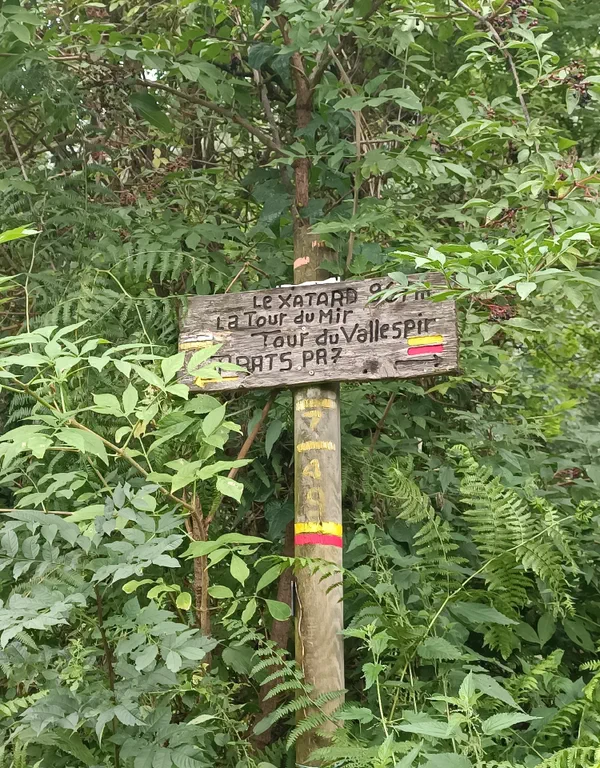 LE XATARD
La Tour du Mir
Tour du Vallespir
PRATS PR7